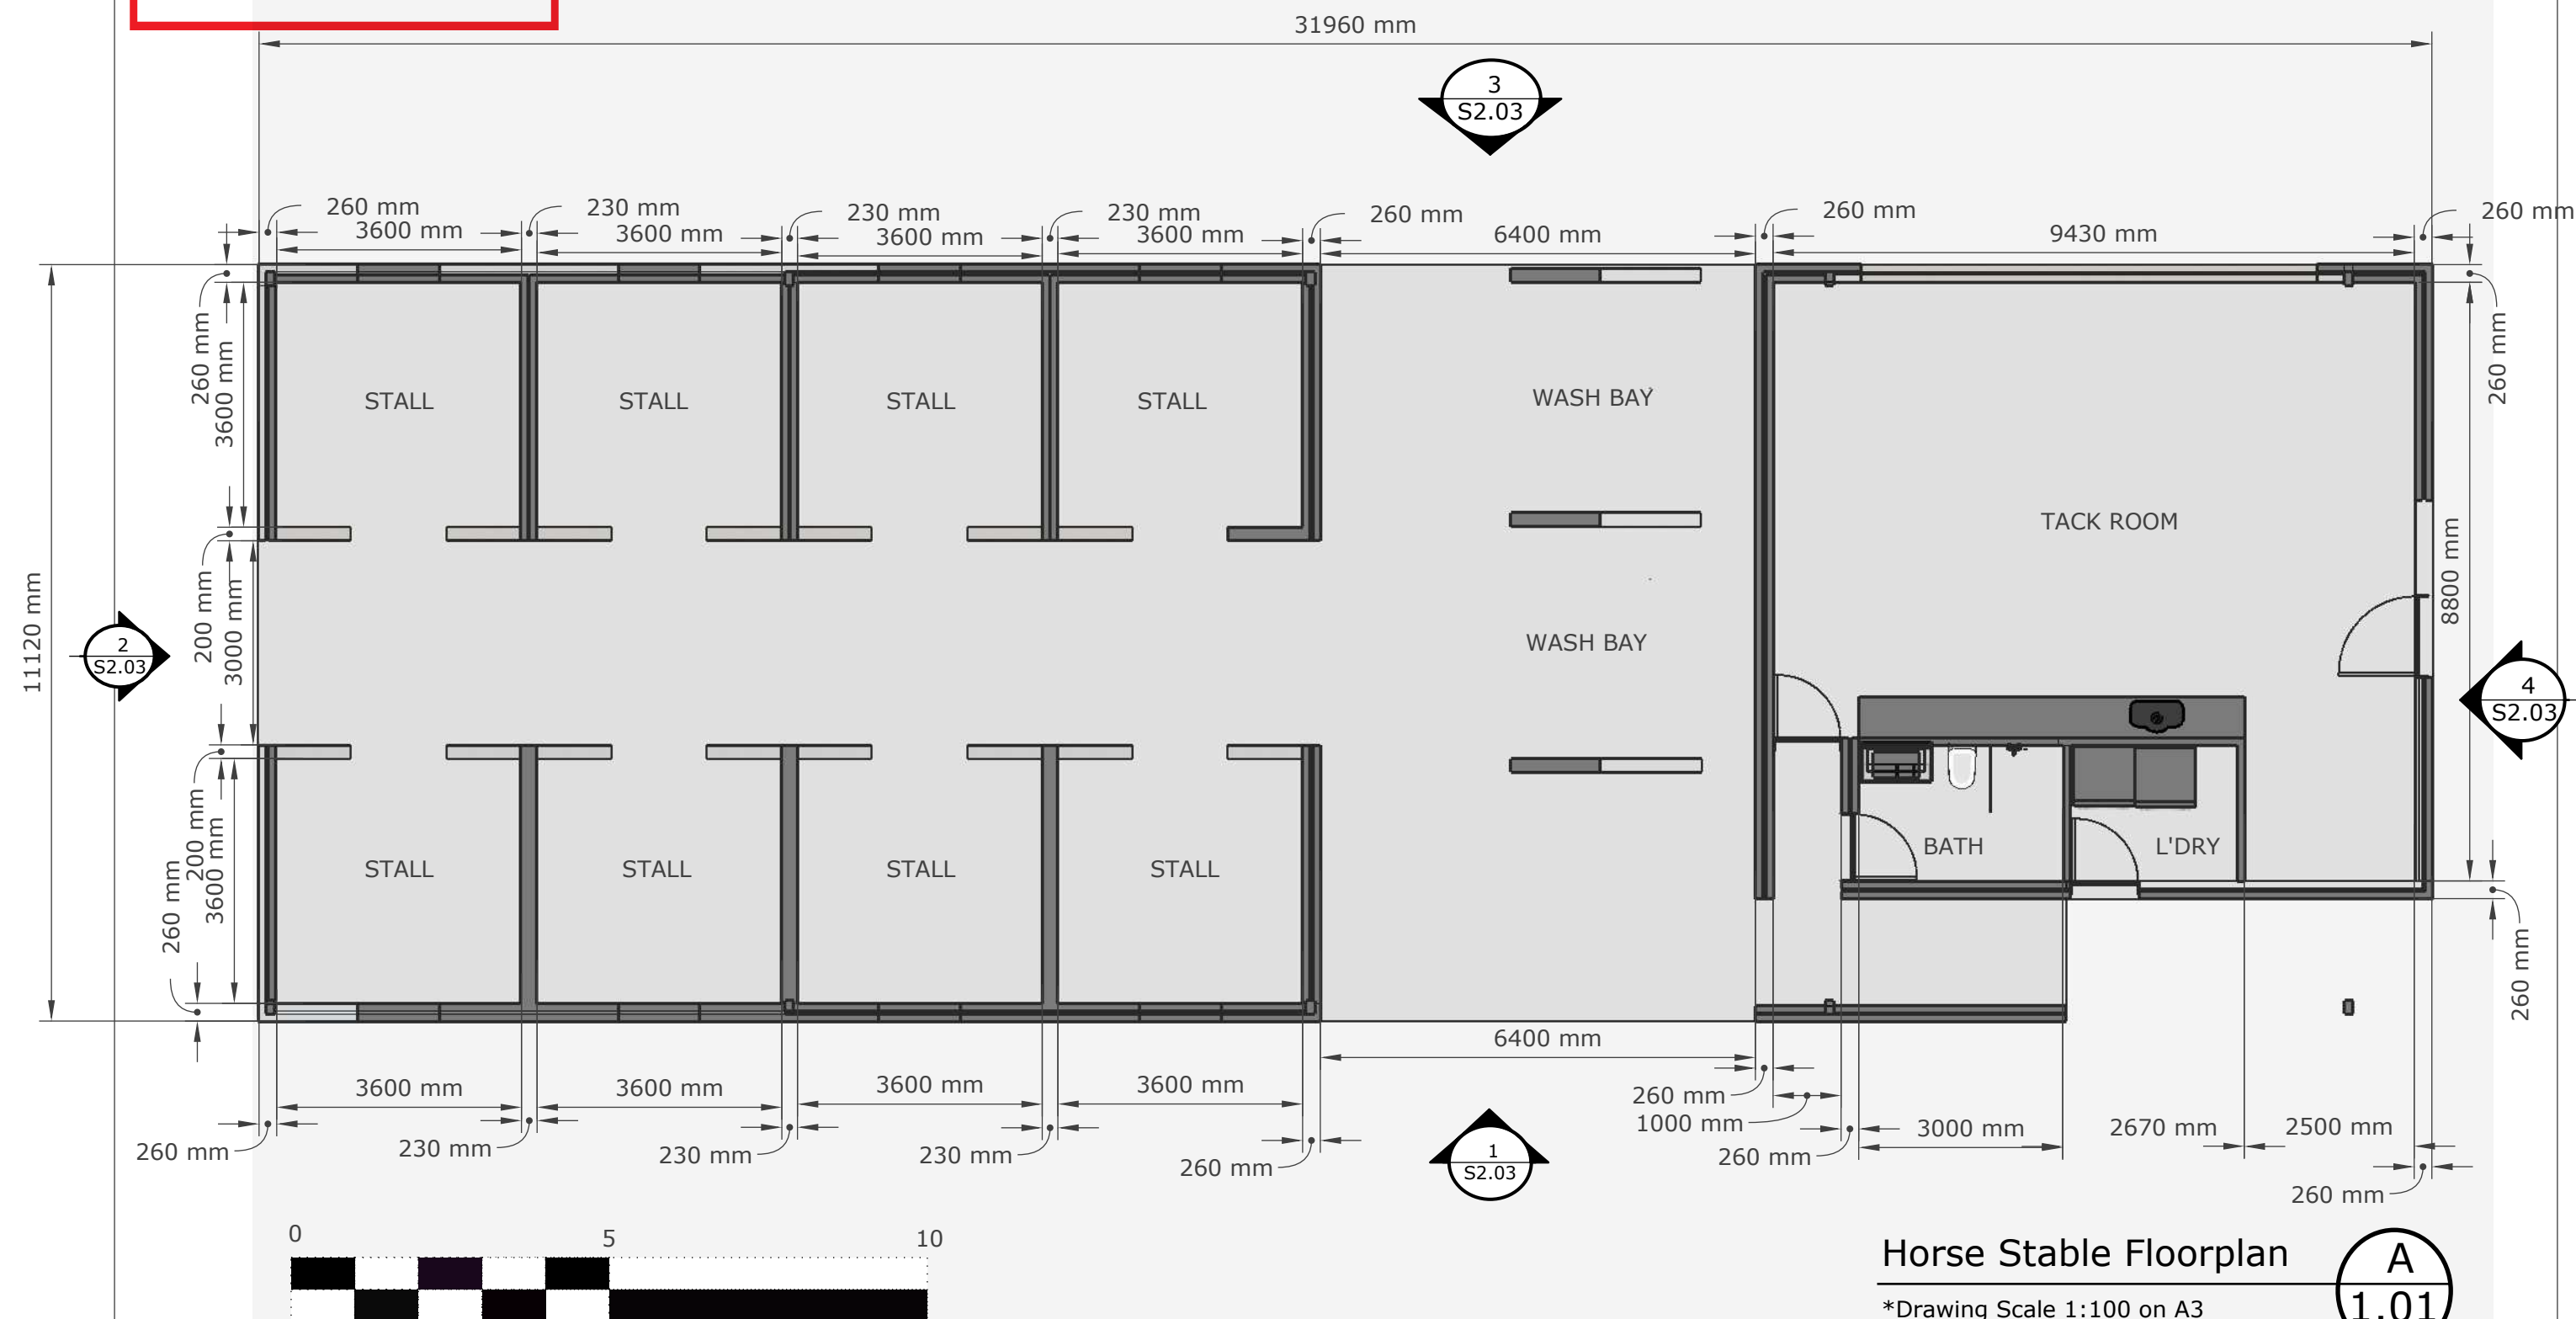 31960 mm
3
S2.03
260 mm
230 mm
230 mm
230 mm
260 mm
260 mm
260 mm
3600 mm
3600 mm
3600 mm
3600 mm
6400 mm
9430 mm
260 mm
3600 mm
260 mm
STALL
STALL
STALL
STALL
WASH BAY
TACK ROOM
11120 mm
200 mm
3000 mm
8800 mm
2
S2.03
WASH BAY
4
S2.03
200 mm
3600 mm
260 mm
STALL
STALL
STALL
STALL
BATH
L'DRY
260 mm
6400 mm
3600 mm
3600 mm
3600 mm
3600 mm
260 mm
1000 mm
3000 mm
2670 mm
2500 mm
260 mm
230 mm
230 mm
230 mm
260 mm
1
S2.03
260 mm
260 mm
0
5
10
Horse Stable Floorplan
A
1.01
*Drawing Scale 1:100 on A3